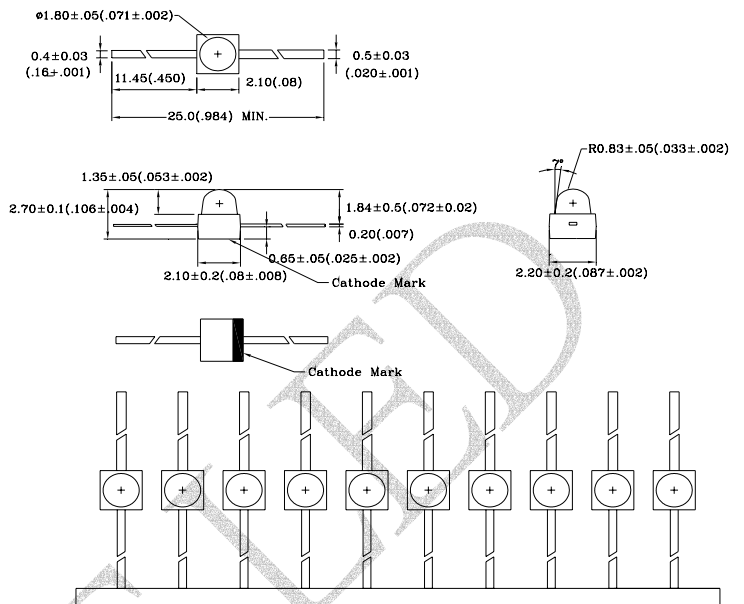 ø1.80±.05(.071±.002)
0.4±0.03
(.16±.001)
0.5±0.03
(.020±.001)
11.45(.450)
2.10(.08)
25.0(.984) MIN.
7°
R0.83±.05(.033±.002)
1.35±.05(.053±.002)
2.70±0.1(.106±.004)
1.84±0.5(.072±0.02)
0.20(.007)
0.65±.05(.025±.002)
2.10±0.2(.08±.008)
2.20±0.2(.087±.002)
Cathode Mark
Cathode Mark
LED